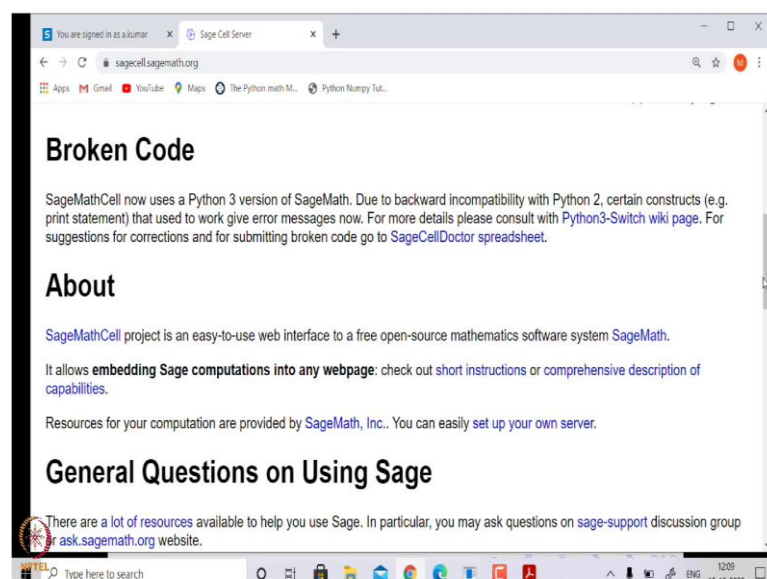 You are signed in as a.kumar
Sage Cell Server
sagecell.sagemath.org
Apps Gmail YouTube Maps The Python math M... Python Numpy Tut...
Broken Code
SageMathCell now uses a Python 3 version of SageMath. Due to backward incompatibility with Python 2, certain constructs (e.g.
print statement) that used to work give error messages now. For more details please consult with Python3-Switch wiki page. For
suggestions for corrections and for submitting broken code go to SageCellDoctor spreadsheet.
About
SageMathCell project is an easy-to-use web interface to a free open-source mathematics software system SageMath.
It allows embedding Sage computations into any webpage: check out short instructions or comprehensive description of
capabilities.
Resources for your computation are provided by SageMath, Inc.. You can easily set up your own server.
General Questions on Using Sage
There are a lot of resources available to help you use Sage. In particular, you may ask questions on sage-support discussion group
or ask.sagemath.org website.
NPTEL
Type here to search
ENG
12:09